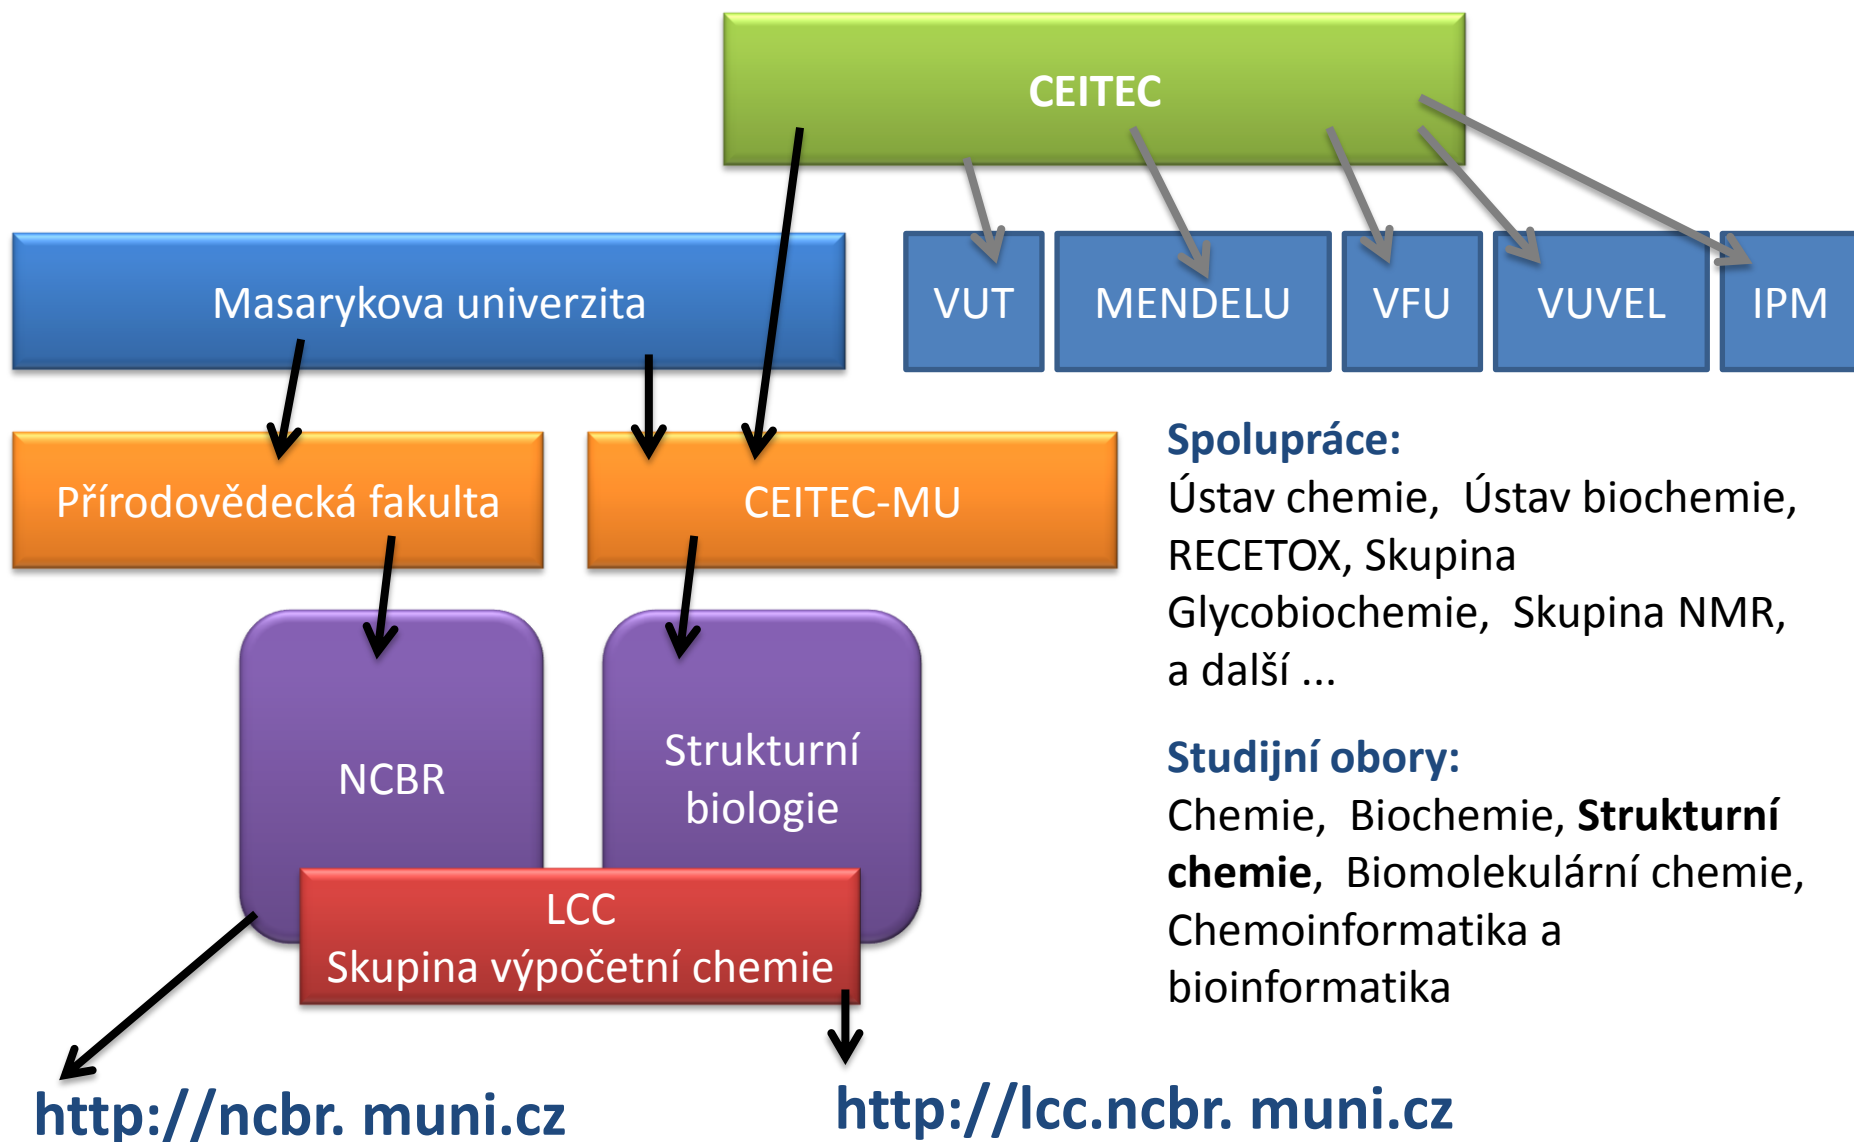 CEITEC
Masarykova univerzita
VUT
MENDELU
VFU
VUVEL
IPM
Přírodovědecká fakulta
CEITEC-MU
Spolupráce:
Ústav chemie, Ústav biochemie,
RECETOX, Skupina
Glycobiochemie, Skupina NMR,
a další ...
NCBR
Strukturní
biologie
Studijní obory:
Chemie, Biochemie, Strukturní
chemie, Biomolekulární chemie,
Chemoinformatika a
bioinformatika
LCC
Skupina výpočetní chemie
http://ncbr. muni.cz
http://lcc.ncbr. muni.cz